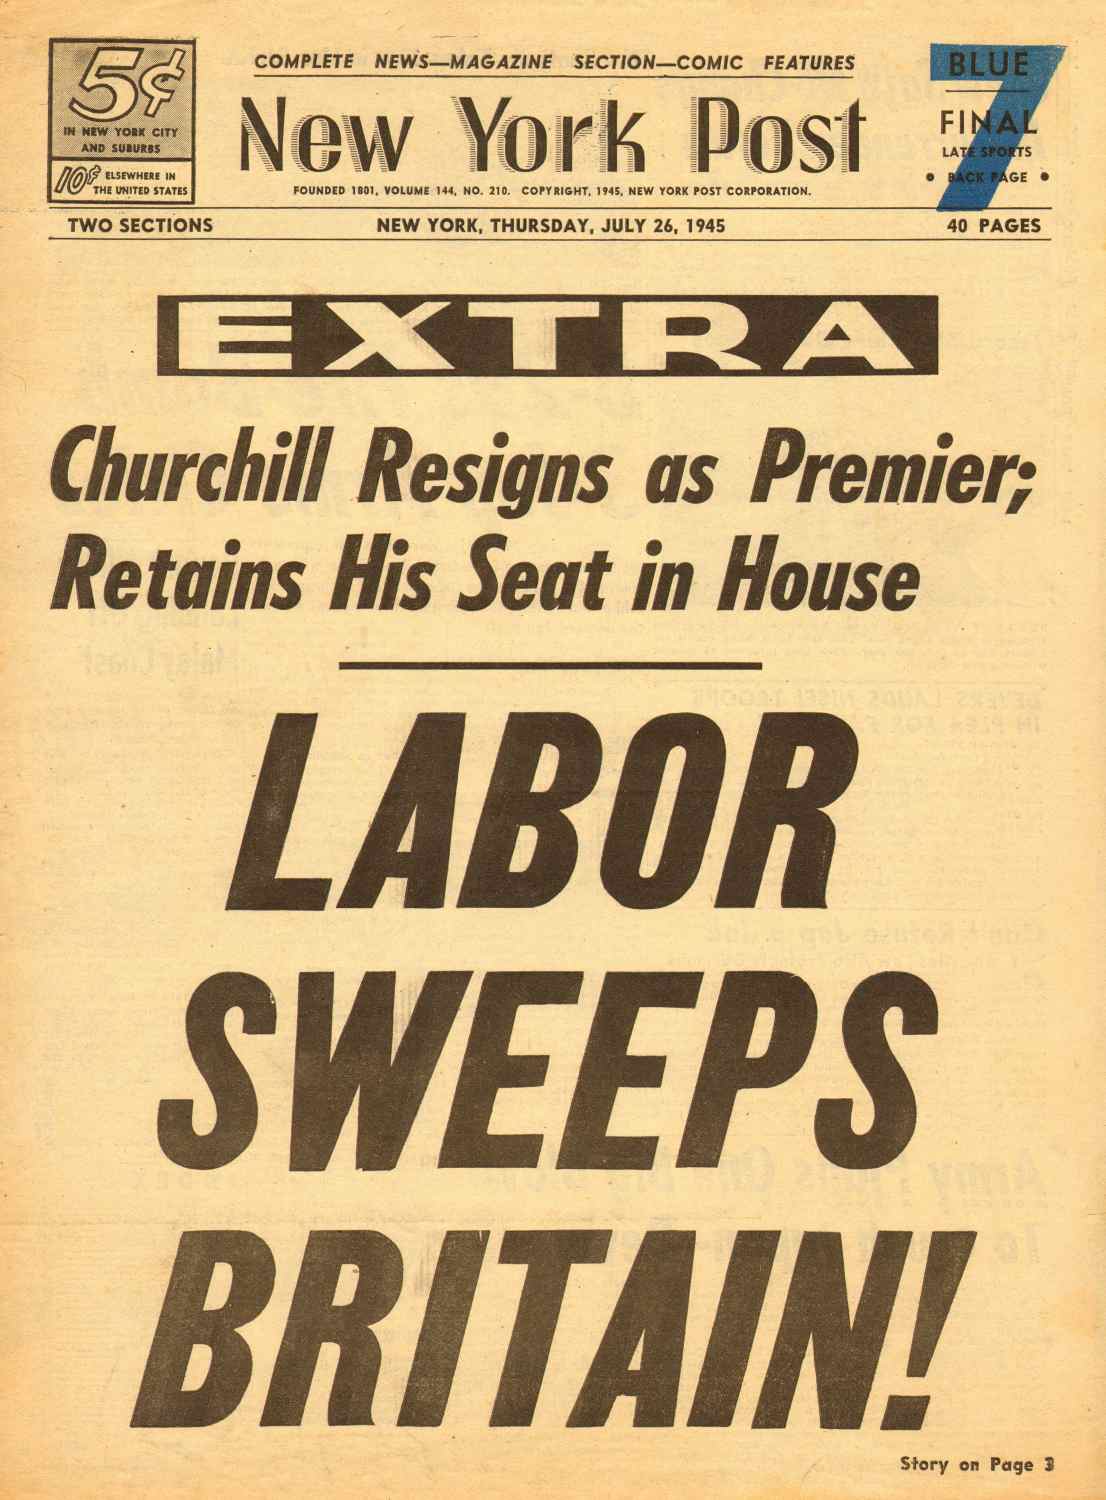 5¢
IN NEW YORK CITY
AND SUBURBS
10¢ ELSEWHERE IN
THE UNITED STATES
COMPLETE NEWS—MAGAZINE SECTION—COMIC FEATURES
New York Post
FOUNDED 1801, VOLUME 144, NO. 210. COPYRIGHT, 1945, NEW YORK POST CORPORATION.
7
BLUE
FINAL
LATE SPORTS
• BACK PAGE •
TWO SECTIONS
NEW YORK, THURSDAY, JULY 26, 1945
40 PAGES
EXTRA
Churchill Resigns as Premier;
Retains His Seat in House
LABOR
SWEEPS
BRITAIN!
Story on Page 3